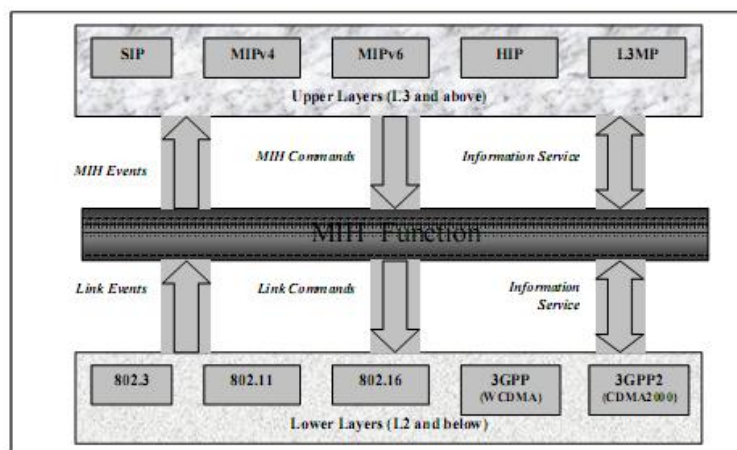 SIP MIPv4 MIPv6 HIP L3MP
Upper Layers (L3 and above)
MIH Events
MIH Commands
Information Service
MIH Function
Link Events
Link Commands
Information
Service
802.3 802.11 802.16 3GPP 3GPP2
(WCDMA) (CDMA2000)
Lower Layers (L2 and below)